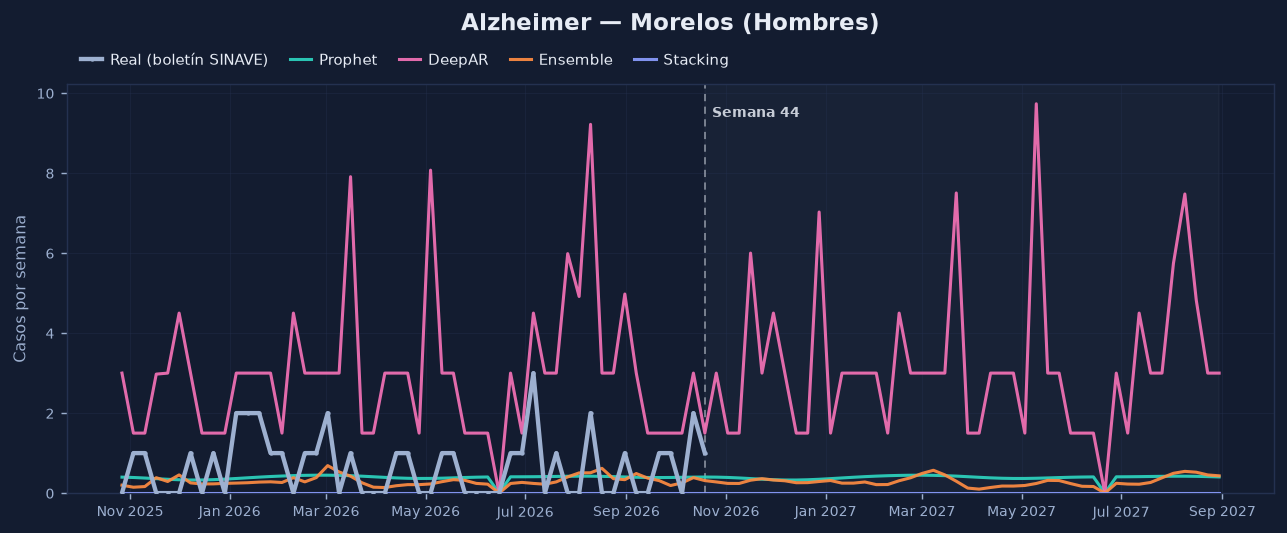 Alzheimer — Morelos (Hombres)
Real (boletín SINAVE) Prophet DeepAR Ensemble Stacking
Semana 44
Casos por semana
10
8
6
4
2
0
Nov 2025 Jan 2026 Mar 2026 May 2026 Jul 2026 Sep 2026 Nov 2026 Jan 2027 Mar 2027 May 2027 Jul 2027 Sep 2027